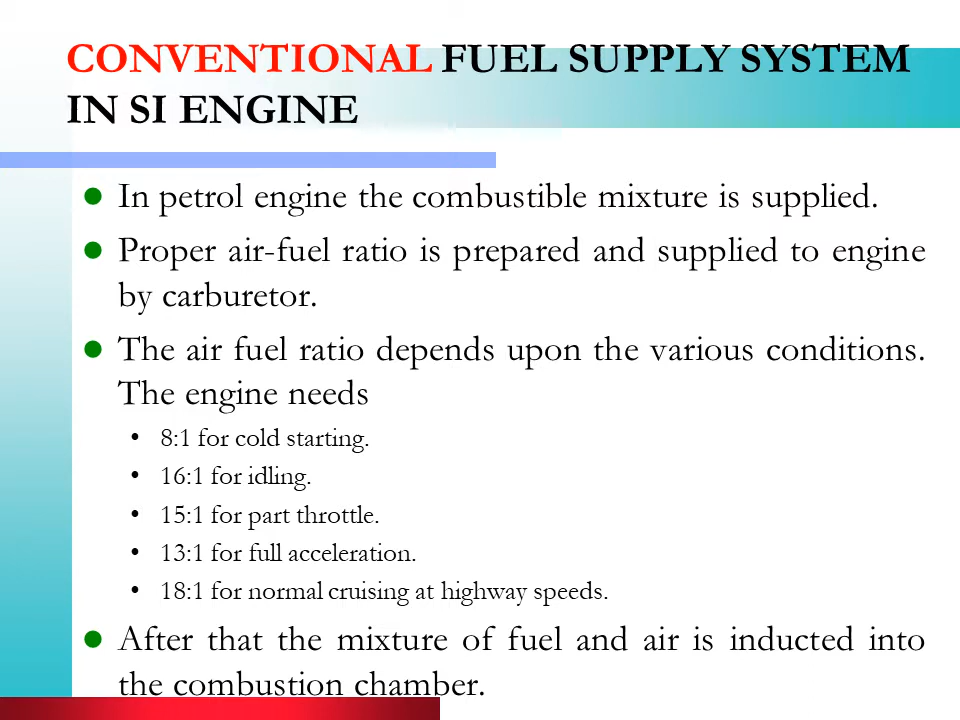 CONVENTIONAL FUEL SUPPLY SYSTEM
IN SI ENGINE
● In petrol engine the combustible mixture is supplied.
● Proper air-fuel ratio is prepared and supplied to engine
by carburetor.
● The air fuel ratio depends upon the various conditions.
The engine needs
• 8:1 for cold starting.
• 16:1 for idling.
• 15:1 for part throttle.
• 13:1 for full acceleration.
• 18:1 for normal cruising at highway speeds.
● After that the mixture of fuel and air is inducted into
the combustion chamber.